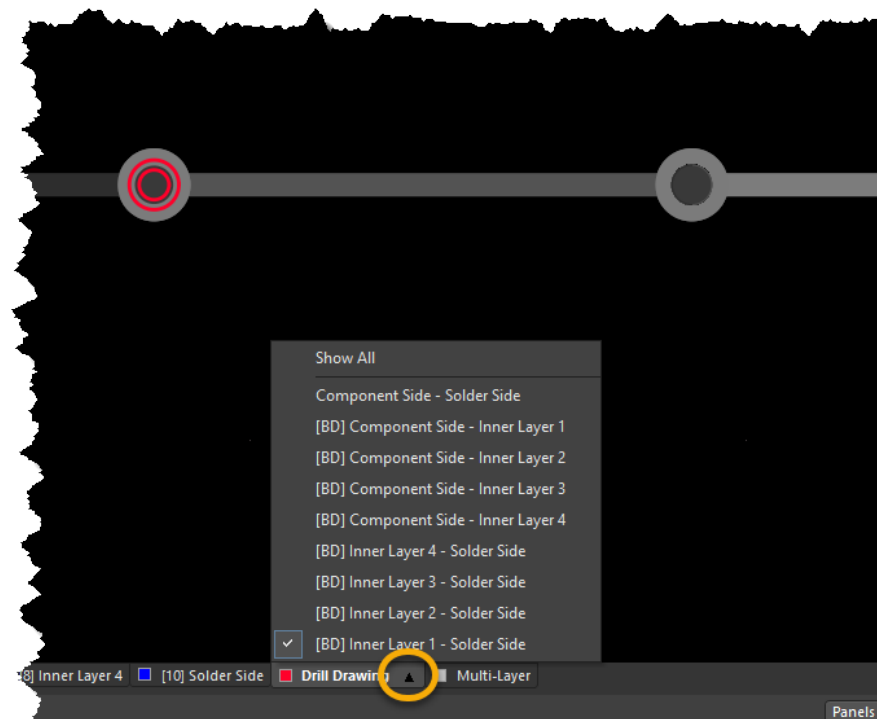 Show All
Component Side - Solder Side
[BD] Component Side - Inner Layer 1
[BD] Component Side - Inner Layer 2
[BD] Component Side - Inner Layer 3
[BD] Component Side - Inner Layer 4
[BD] Inner Layer 4 - Solder Side
[BD] Inner Layer 3 - Solder Side
[BD] Inner Layer 2 - Solder Side
[BD] Inner Layer 1 - Solder Side
8] Inner Layer 4 [10] Solder Side Drill Drawing Multi-Layer
Panels